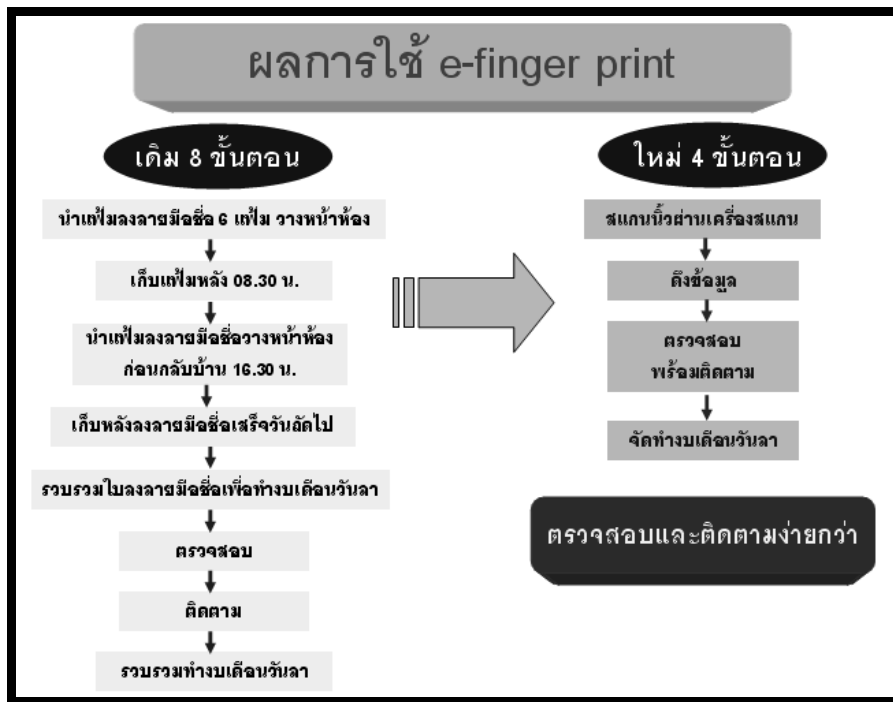 ผลการใช้ e-finger print
เดิม 8 ขั้นตอน
นำแฟ้มลงลายมือชื่อ 6 แฟ้ม วางหน้าห้อง
เก็บแฟ้มหลัง 08.30 น.
นำแฟ้มลงลายมือชื่อวางหน้าห้อง
ก่อนกลับบ้าน 16.30 น.
เก็บหลังลงลายมือชื่อเสร็จวันถัดไป
รวบรวมใบลงลายมือชื่อเพื่อทำงบเดือนวันลา
ตรวจสอบ
ติดตาม
รวบรวมทำงบเดือนวันลา
ใหม่ 4 ขั้นตอน
สแกนนิ้วผ่านเครื่องสแกน
ดึงข้อมูล
ตรวจสอบ
พร้อมติดตาม
จัดทำงบเดือนวันลา
ตรวจสอบและติดตามง่ายกว่า